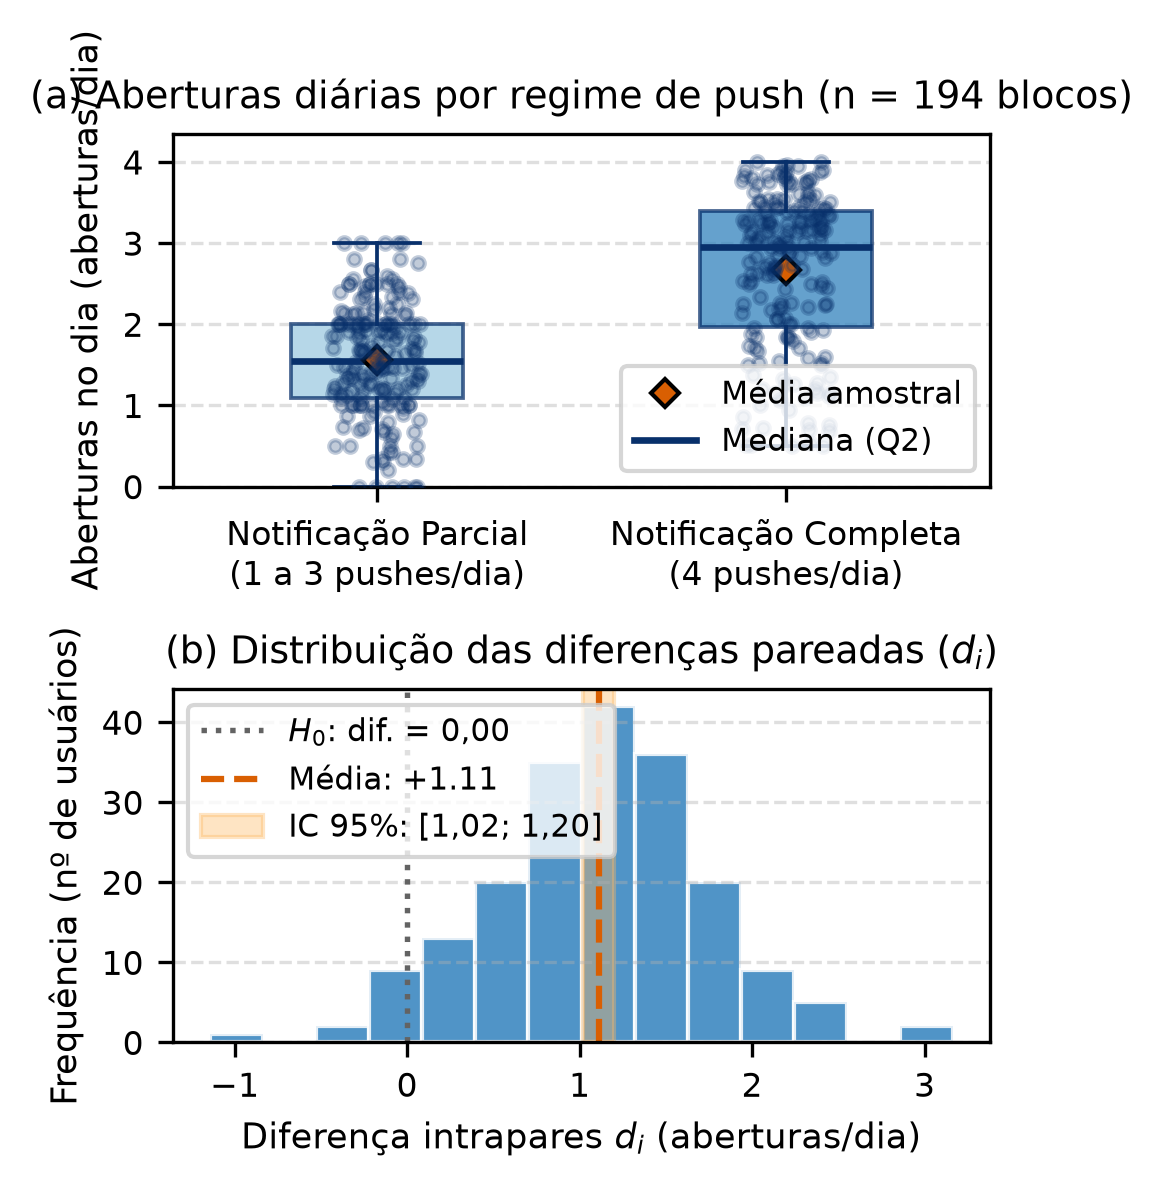 (a) Aberturas diárias por regime de push (n = 194 blocos)
Aberturas no dia (aberturas/dia)
4
3
2
1
0
Média amostral
Mediana (Q2)
Notificação Parcial
(1 a 3 pushes/dia)
Notificação Completa
(4 pushes/dia)
(b) Distribuição das diferenças pareadas (dᵢ)
Frequência (nº de usuários)
40
30
20
10
0
H₀: dif. = 0,00
Média: +1.11
IC 95%: [1,02; 1,20]
−1
0
1
2
3
Diferença intrapares dᵢ (aberturas/dia)